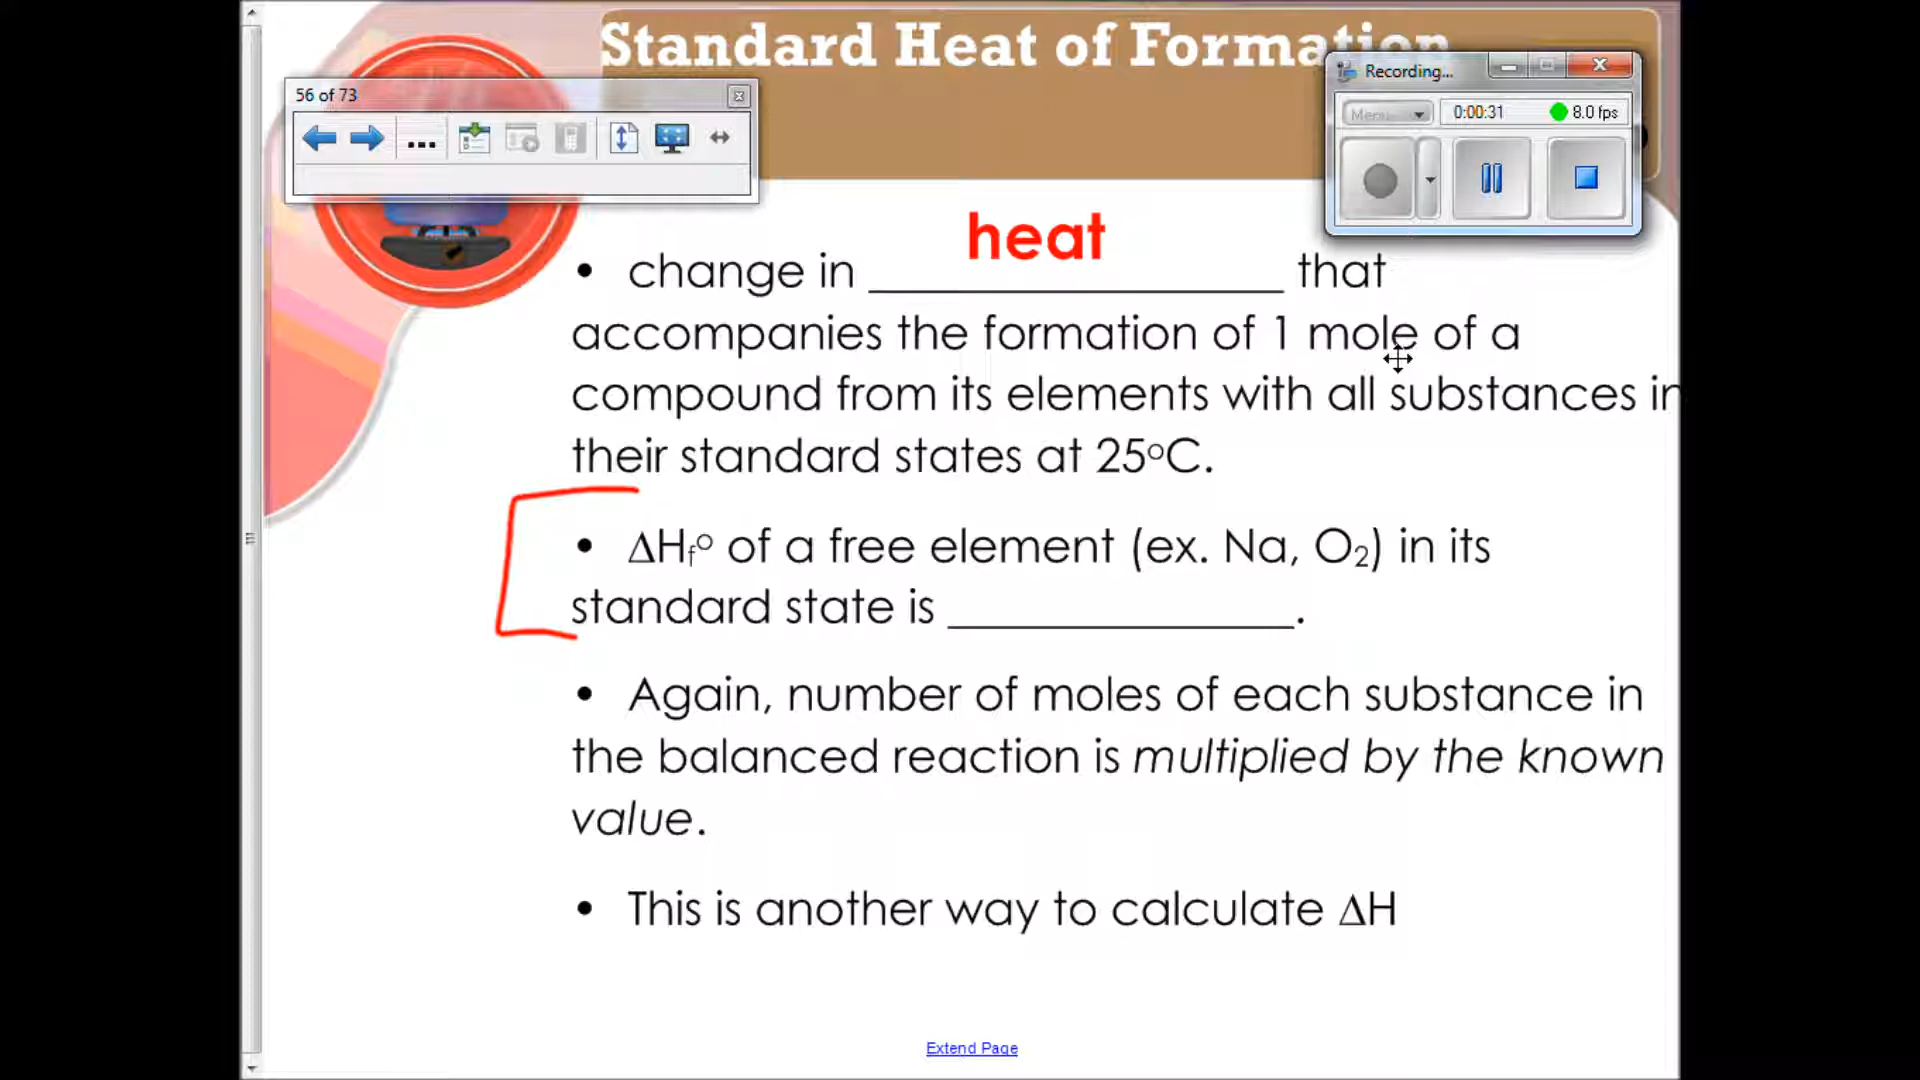 Standard Heat of Formation
56 of 73
Recording...
Menu
0:00:31
8.0 fps
heat
• change in __________________ that
accompanies the formation of 1 mole of a
compound from its elements with all substances in
their standard states at 25°C.
• ΔHf° of a free element (ex. Na, O₂) in its
standard state is _______________.
• Again, number of moles of each substance in
the balanced reaction is multiplied by the known
value.
• This is another way to calculate ΔH
Extend Page